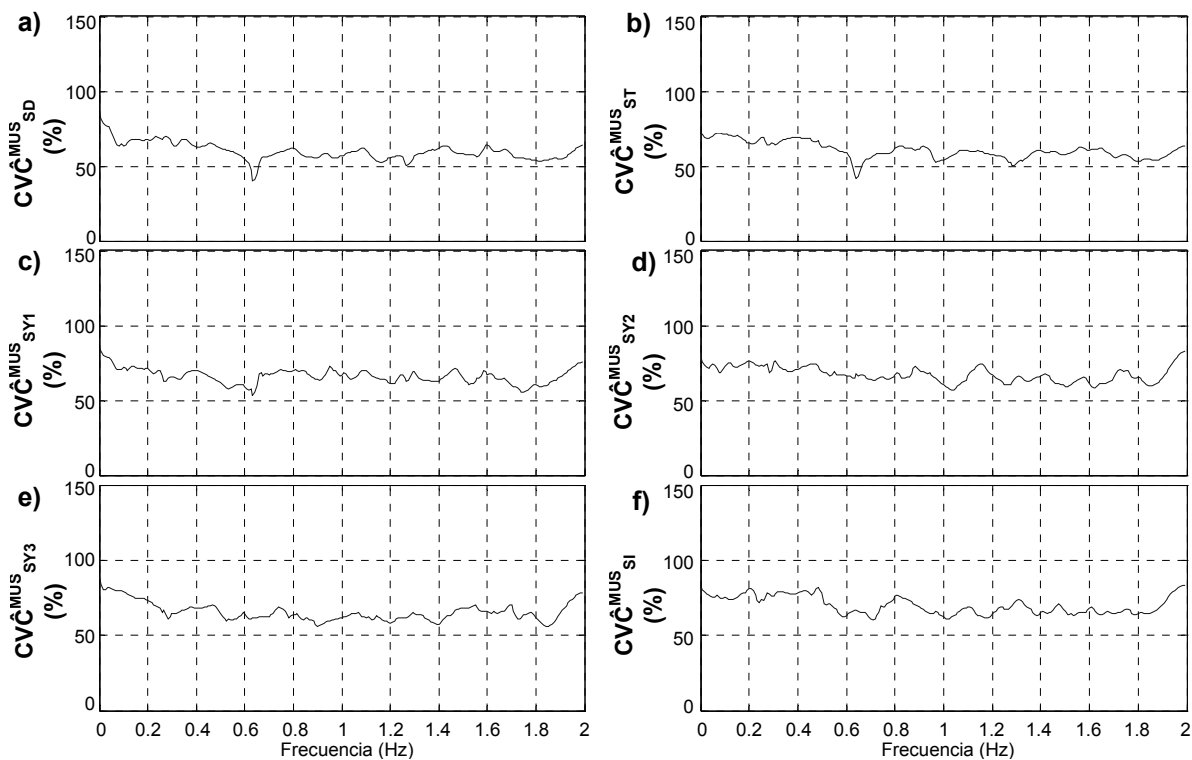 a)
150
100
50
0
CVĈ^MUS_SD
(%)
b)
150
100
50
0
CVĈ^MUS_ST
(%)
c)
150
100
50
0
CVĈ^MUS_SY1
(%)
d)
150
100
50
0
CVĈ^MUS_SY2
(%)
e)
150
100
50
0
CVĈ^MUS_SY3
(%)
0 0.2 0.4 0.6 0.8 1 1.2 1.4 1.6 1.8 2
Frecuencia (Hz)
f)
150
100
50
0
CVĈ^MUS_SI
(%)
0 0.2 0.4 0.6 0.8 1 1.2 1.4 1.6 1.8 2
Frecuencia (Hz)